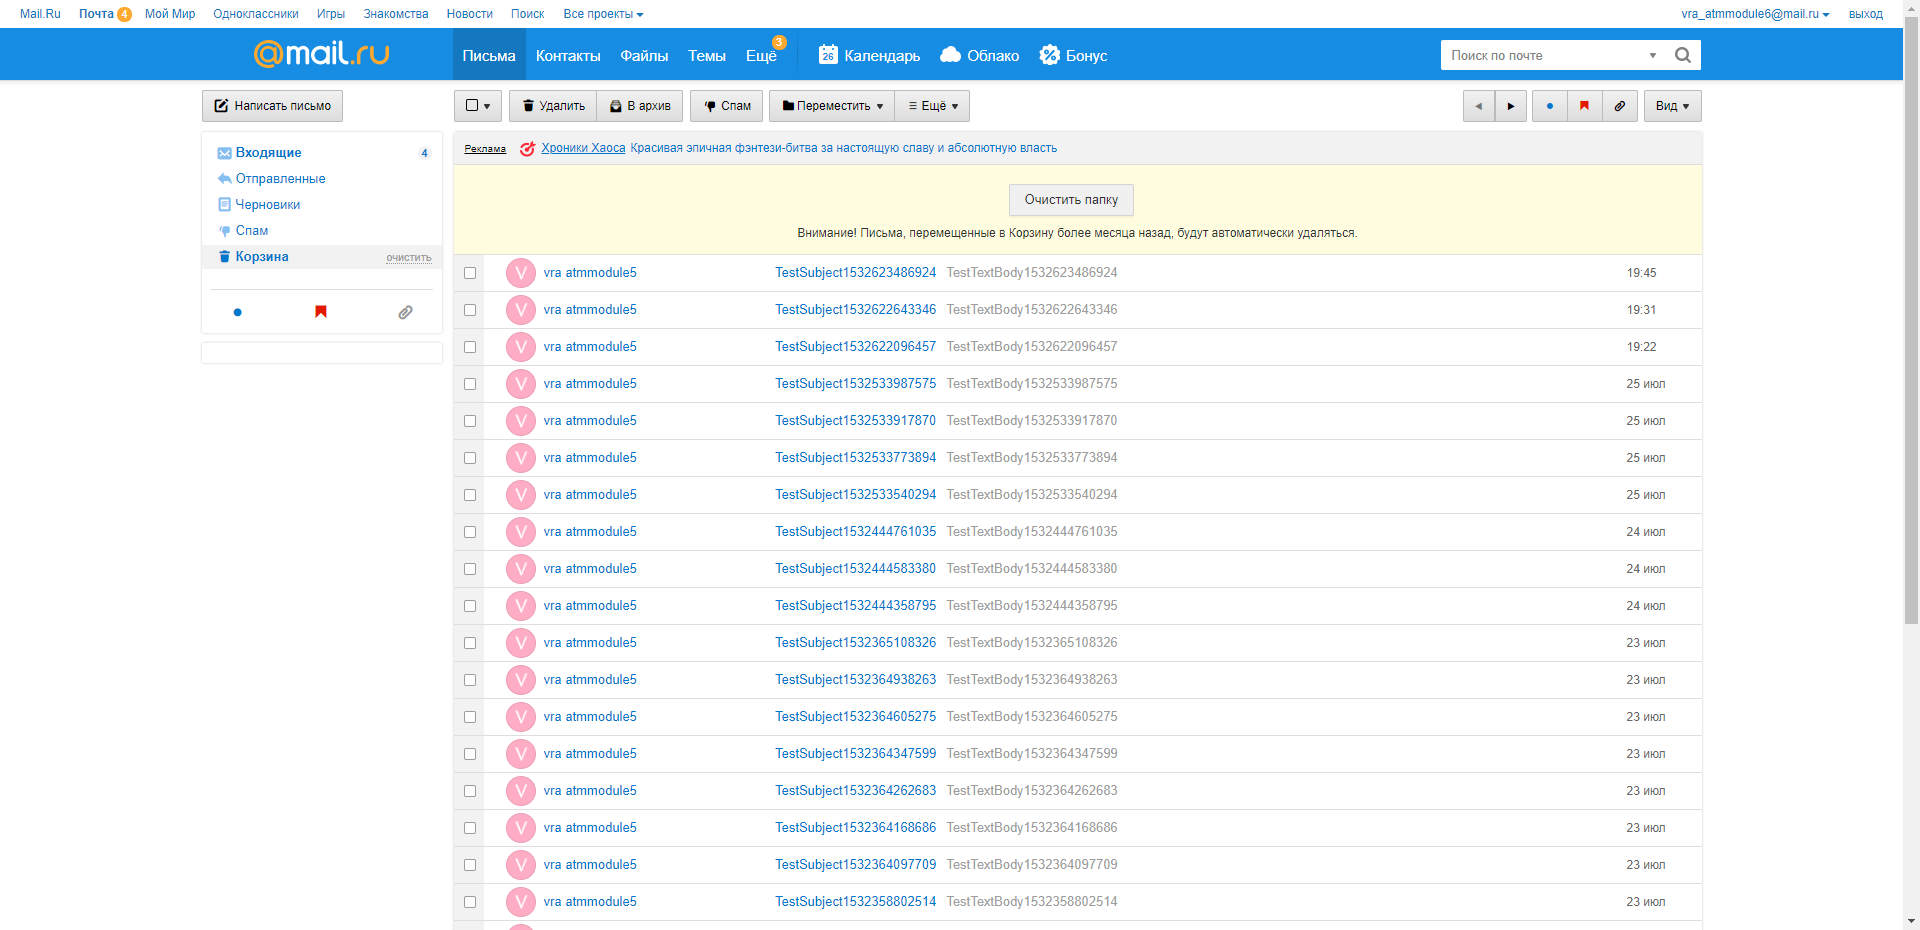 Mail.Ru Почта 4 Мой Мир Одноклассники Игры Знакомства Новости Поиск Все проекты vra_atmmodule6@mail.ru выход
@mail.ru Письма Контакты Файлы Темы Ещё 3 26 Календарь Облако Бонус Поиск по почте
Написать письмо Удалить В архив Спам Переместить Ещё Вид
Входящие 4
Отправленные
Черновики
Спам
Корзина очистить
Реклама Хроники Хаоса Красивая эпичная фэнтези-битва за настоящую славу и абсолютную власть
Очистить папку
Внимание! Письма, перемещенные в Корзину более месяца назад, будут автоматически удаляться.
V vra atmmodule5 TestSubject1532623486924 TestTextBody1532623486924 19:45
V vra atmmodule5 TestSubject1532622643346 TestTextBody1532622643346 19:31
V vra atmmodule5 TestSubject1532622096457 TestTextBody1532622096457 19:22
V vra atmmodule5 TestSubject1532533987575 TestTextBody1532533987575 25 июл
V vra atmmodule5 TestSubject1532533917870 TestTextBody1532533917870 25 июл
V vra atmmodule5 TestSubject1532533773894 TestTextBody1532533773894 25 июл
V vra atmmodule5 TestSubject1532533540294 TestTextBody1532533540294 25 июл
V vra atmmodule5 TestSubject1532444761035 TestTextBody1532444761035 24 июл
V vra atmmodule5 TestSubject1532444583380 TestTextBody1532444583380 24 июл
V vra atmmodule5 TestSubject1532444358795 TestTextBody1532444358795 24 июл
V vra atmmodule5 TestSubject1532365108326 TestTextBody1532365108326 23 июл
V vra atmmodule5 TestSubject1532364938263 TestTextBody1532364938263 23 июл
V vra atmmodule5 TestSubject1532364605275 TestTextBody1532364605275 23 июл
V vra atmmodule5 TestSubject1532364347599 TestTextBody1532364347599 23 июл
V vra atmmodule5 TestSubject1532364262683 TestTextBody1532364262683 23 июл
V vra atmmodule5 TestSubject1532364168686 TestTextBody1532364168686 23 июл
V vra atmmodule5 TestSubject1532364097709 TestTextBody1532364097709 23 июл
V vra atmmodule5 TestSubject1532358802514 TestTextBody1532358802514 23 июл